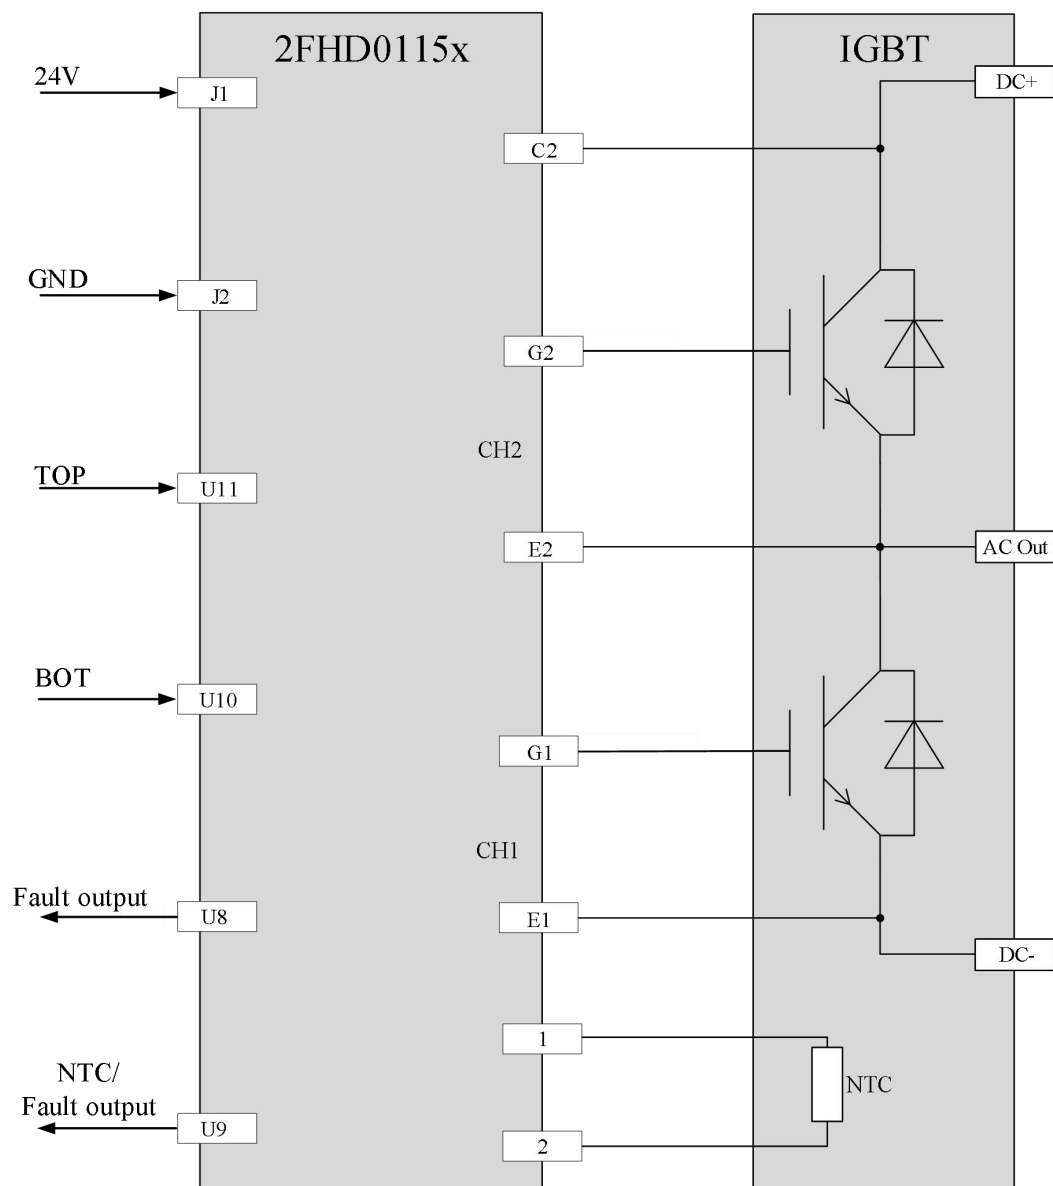 2FHD0115x
IGBT
24V
J1
DC+
C2
GND
J2
G2
CH2
TOP
U11
E2
AC Out
BOT
U10
G1
CH1
Fault output
U8
E1
DC-
1
NTC/
Fault output
NTC
U9
2